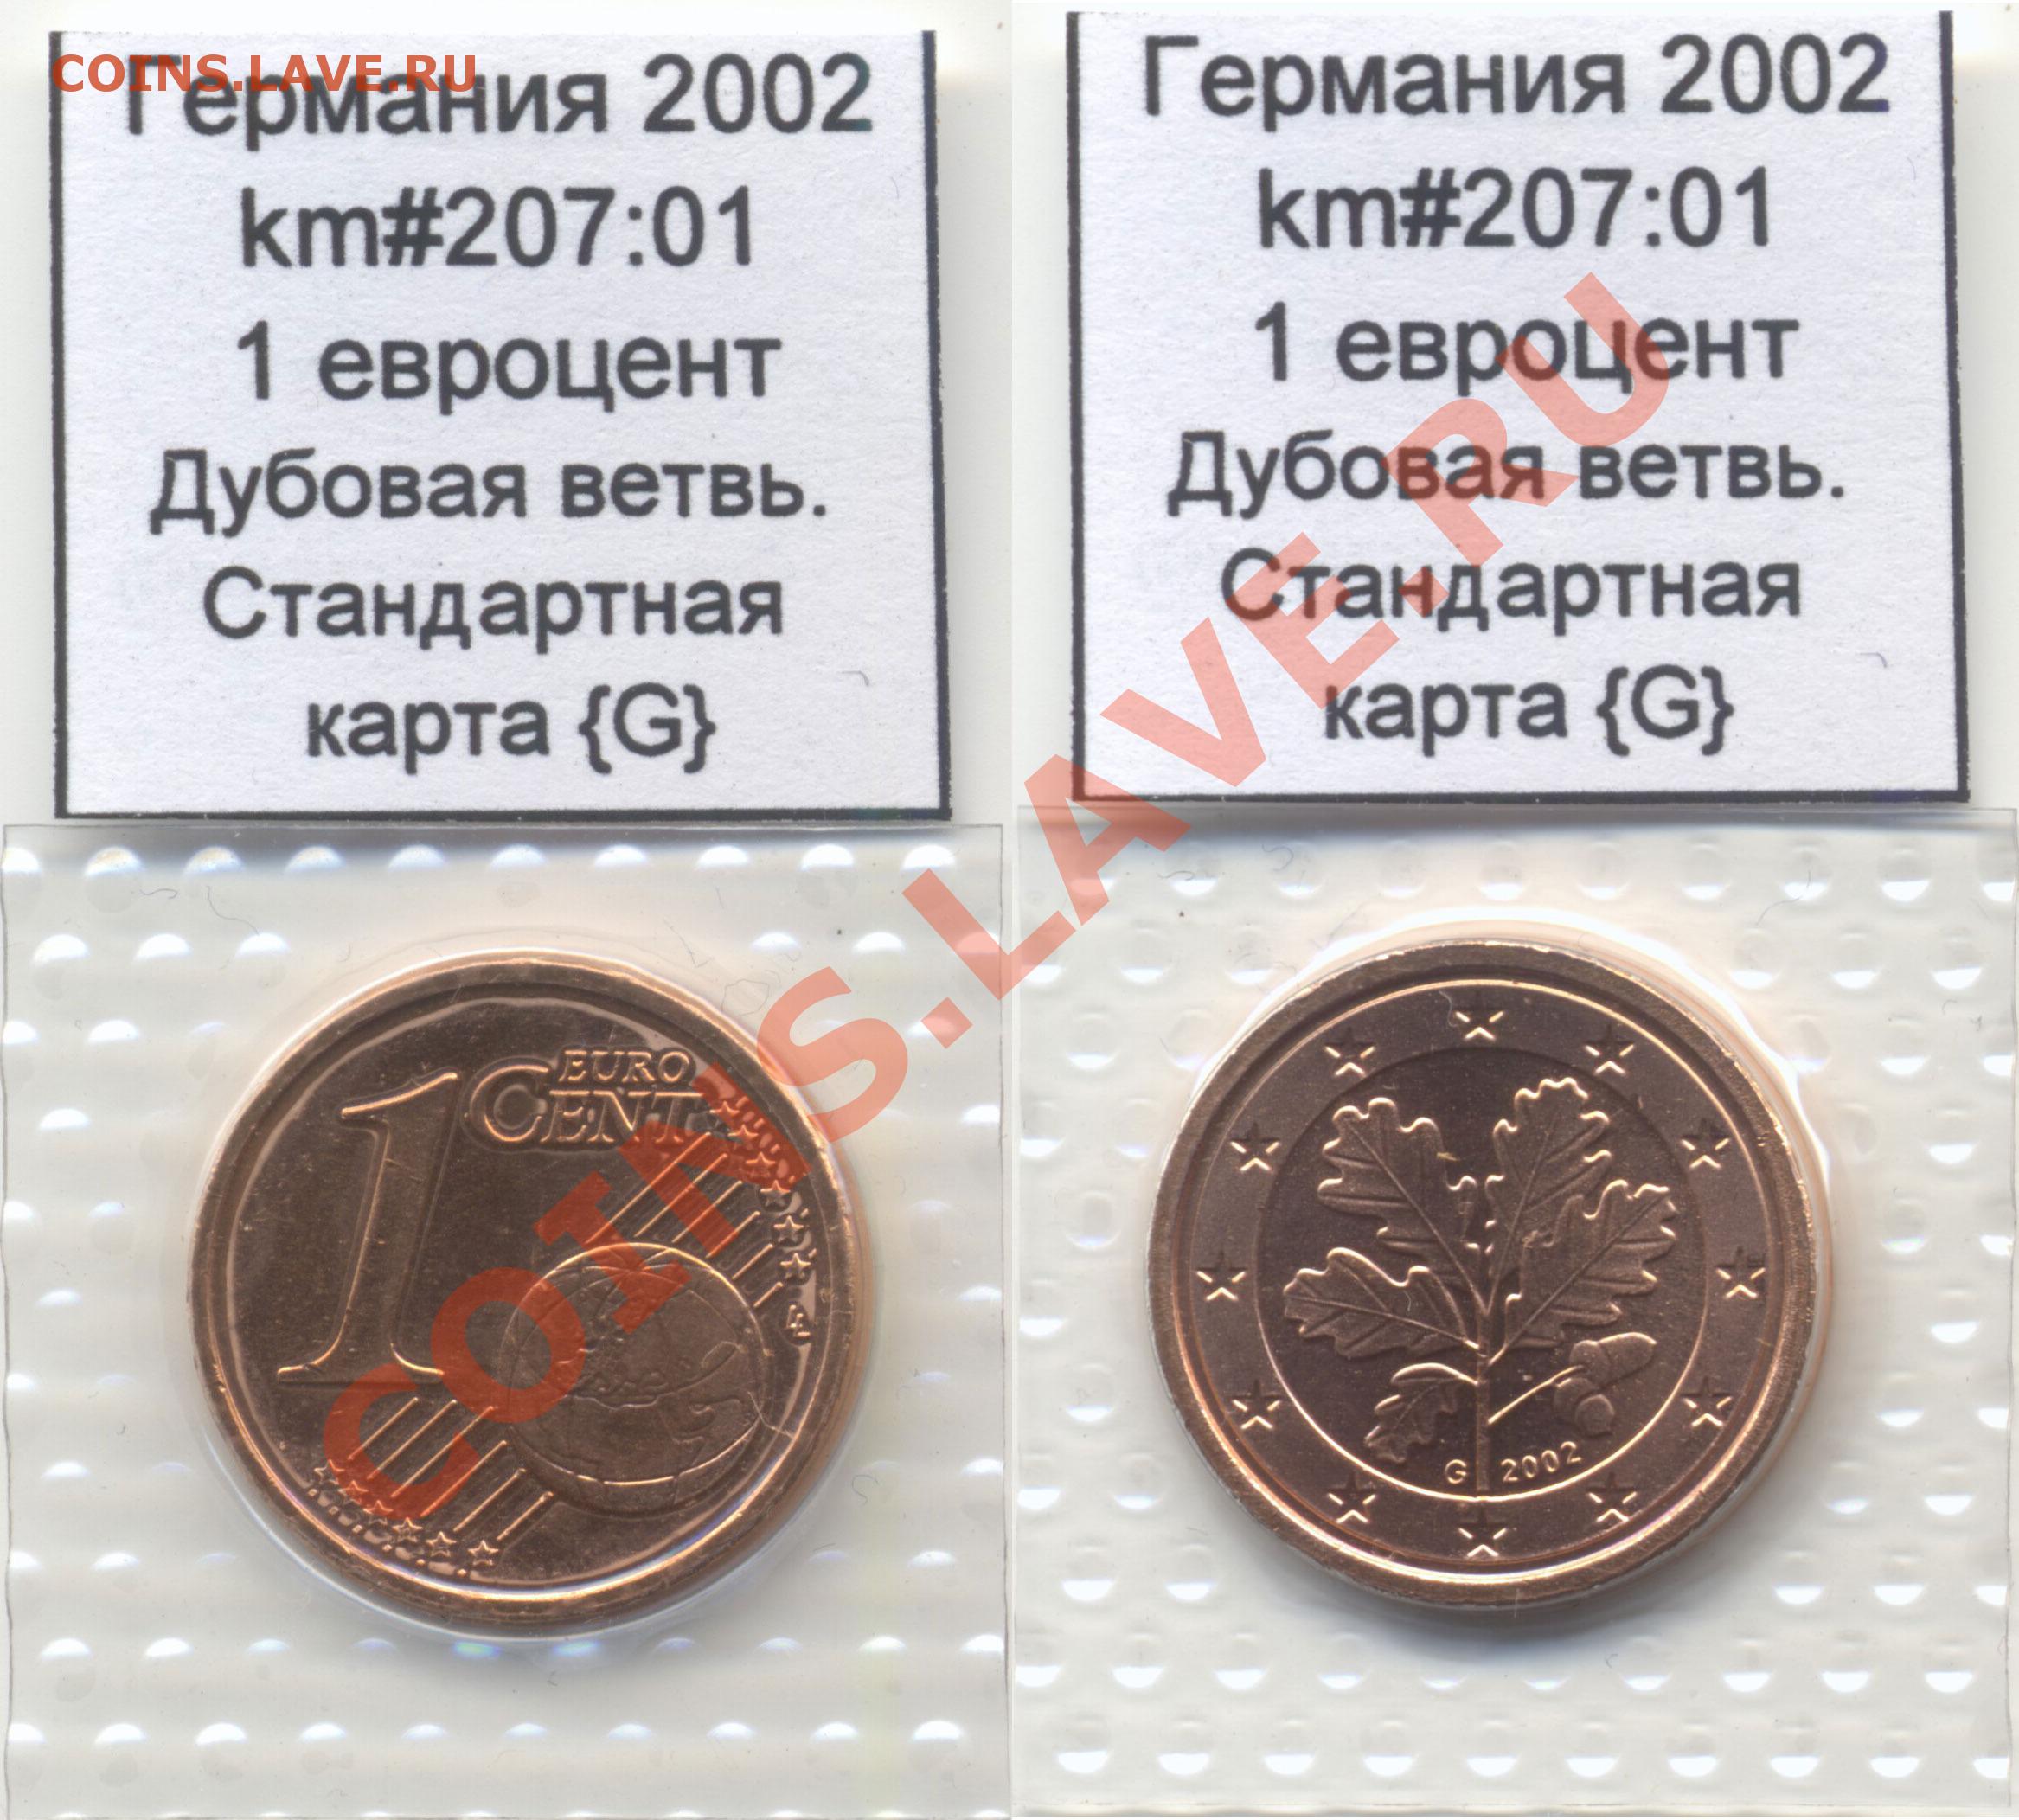 COINS.LAVE.RU
Германия 2002
km#207:01
1 евроцент
Дубовая ветвь.
Стандартная
карта {G}
Германия 2002
km#207:01
1 евроцент
Дубовая ветвь.
Стандартная
карта {G}
COINS.LAVE.RU
1 EURO
CENT
G 2002